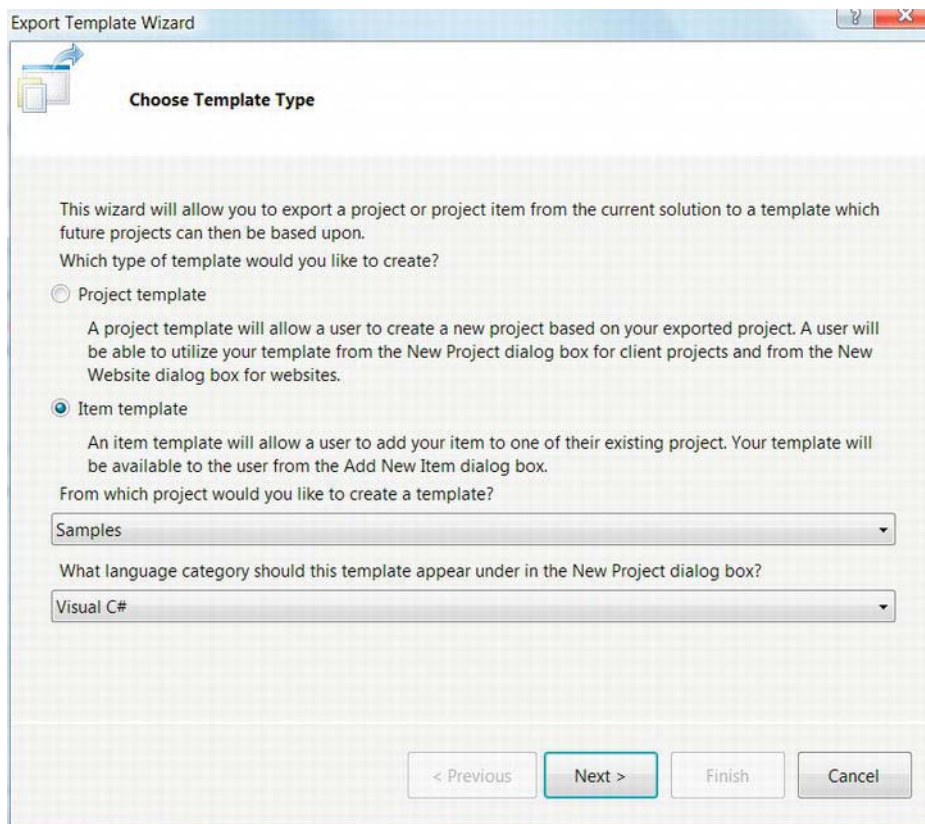 Export Template Wizard
?
Choose Template Type
This wizard will allow you to export a project or project item from the current solution to a template which
future projects can then be based upon.
Which type of template would you like to create?
Project template
A project template will allow a user to create a new project based on your exported project. A user will
be able to utilize your template from the New Project dialog box for client projects and from the New
Website dialog box for websites.
Item template
An item template will allow a user to add your item to one of their existing project. Your template will
be available to the user from the Add New Item dialog box.
From which project would you like to create a template?
Samples
What language category should this template appear under in the New Project dialog box?
Visual C#
< Previous
Next >
Finish
Cancel